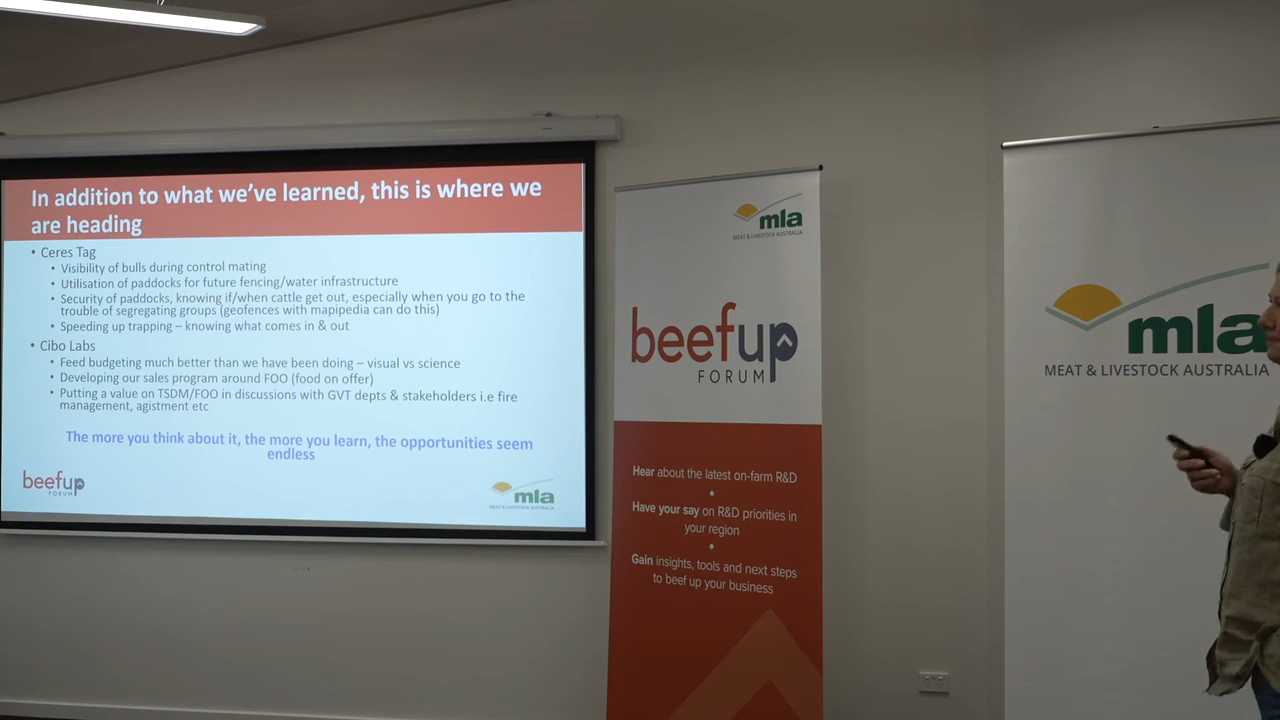 In addition to what we've learned, this is where we
are heading
• Ceres Tag
• Visibility of bulls during control mating
• Utilisation of paddocks for future fencing/water infrastructure
• Security of paddocks, knowing if/when cattle get out, especially when you go to the
trouble of segregating groups (geofences with mapipedia can do this)
• Speeding up trapping – knowing what comes in & out
• Cibo Labs
• Feed budgeting much better than we have been doing – visual vs science
• Developing our sales program around FOO (food on offer)
• Putting a value on TSDM/FOO in discussions with GVT depts & stakeholders i.e fire
management, agistment etc
The more you think about it, the more you learn, the opportunities seem
endless
beefup
FORUM
mla
MEAT & LIVESTOCK AUSTRALIA
mla
MEAT & LIVESTOCK AUSTRALIA
beefup
FORUM
Hear about the latest on-farm R&D
•
Have your say on R&D priorities in
your region
•
Gain insights, tools and next steps
to beef up your business
mla
MEAT & LIVESTOCK AUSTRALIA